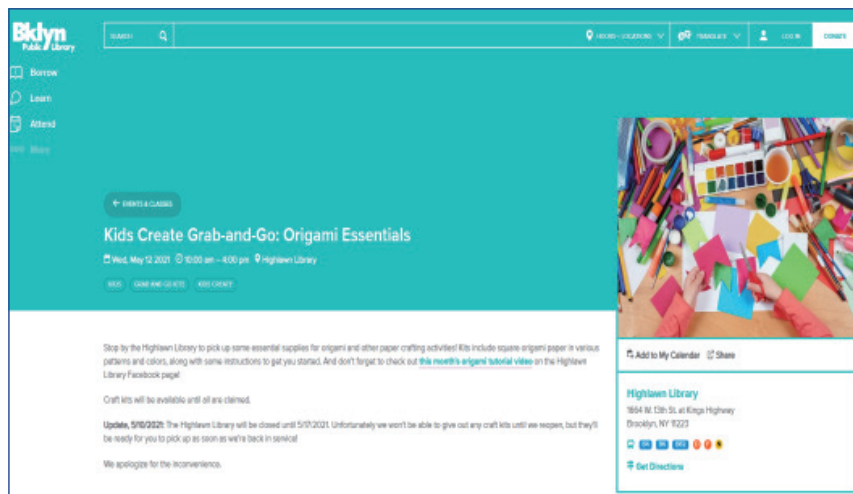 Bklyn
Public Library
SEARCH
TRANSLATE
LOG IN
DONATE
Borrow
Learn
Attend
More
← EVENTS & CLASSES
Kids Create Grab-and-Go: Origami Essentials
Wed, May 12 2021 10:00 am – 4:00 pm Highlawn Library
KIDS GRAB-AND-GO KITS KIDS CREATE
Stop by the Highlawn Library to pick up some essential supplies for origami and other paper crafting activities! Kits include square origami paper in various
patterns and colors, along with some instructions to get you started. And don't forget to check out this month's origami tutorial video on the Highlawn
Library Facebook page!
Craft kits will be available until all are claimed.
Update, 5/10/2021: The Highlawn Library will be closed until 5/17/2021. Unfortunately we won't be able to give out any craft kits until we reopen, but they'll
be ready for you to pick up as soon as we're back in service!
We apologize for the inconvenience.
Add to My Calendar Share
Highlawn Library
1664 W. 13th St. at Kings Highway
Brooklyn, NY 11223
Get Directions